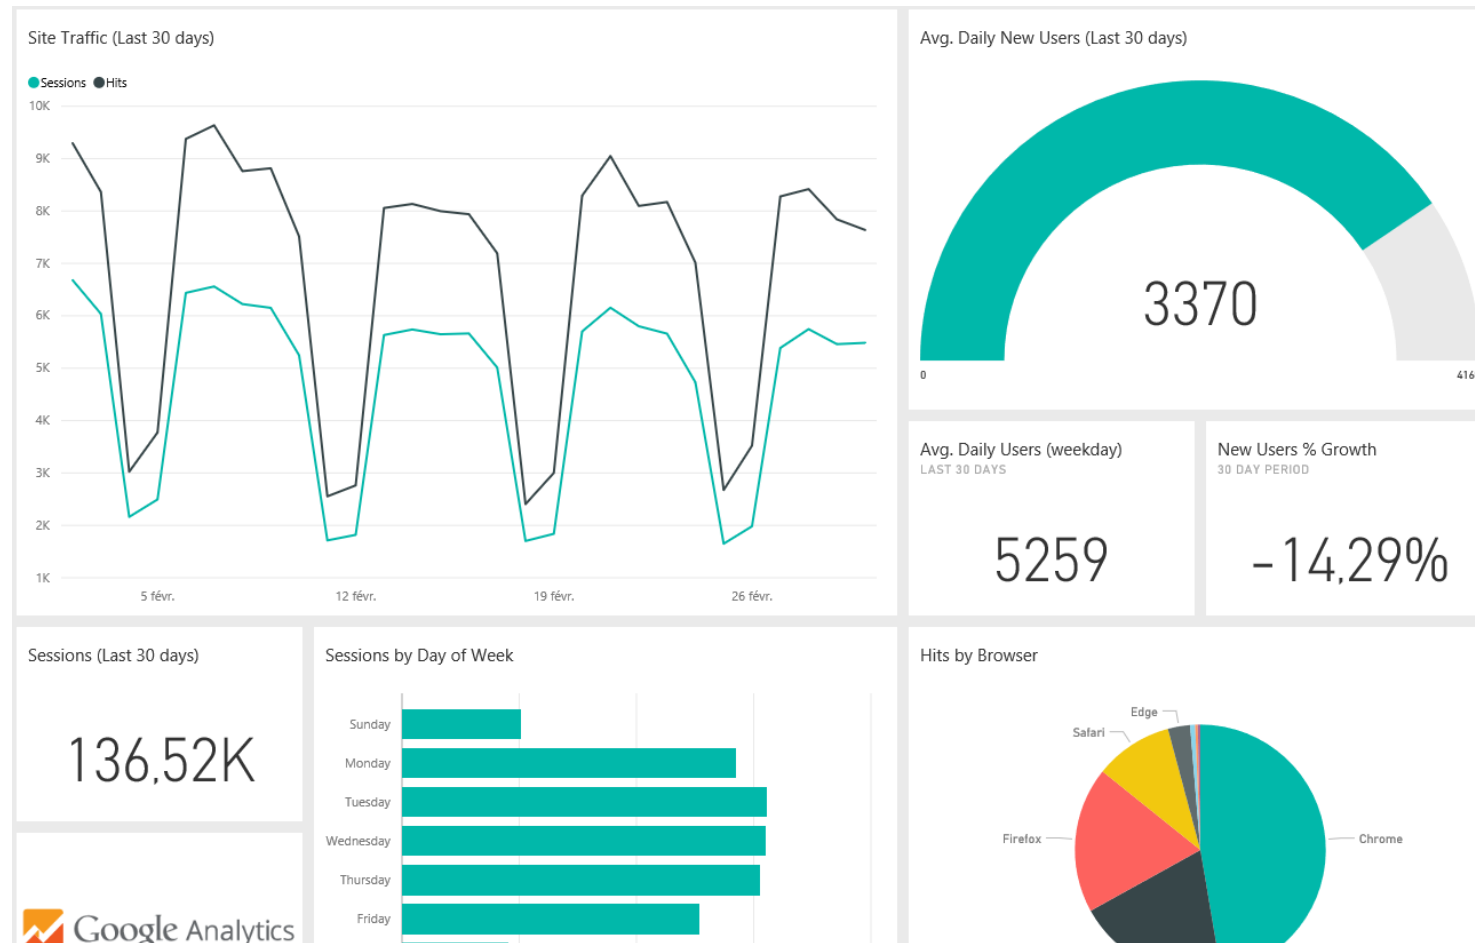 Site Traffic (Last 30 days)
Sessions Hits
10K
9K
8K
7K
6K
5K
4K
3K
2K
1K
5 févr. 12 févr. 19 févr. 26 févr.
Avg. Daily New Users (Last 30 days)
3370
0 416
Avg. Daily Users (weekday)
LAST 30 DAYS
5259
New Users % Growth
30 DAY PERIOD
-14,29%
Sessions (Last 30 days)
136,52K
Google Analytics
Sessions by Day of Week
Sunday
Monday
Tuesday
Wednesday
Thursday
Friday
Hits by Browser
Edge
Safari
Firefox
Chrome